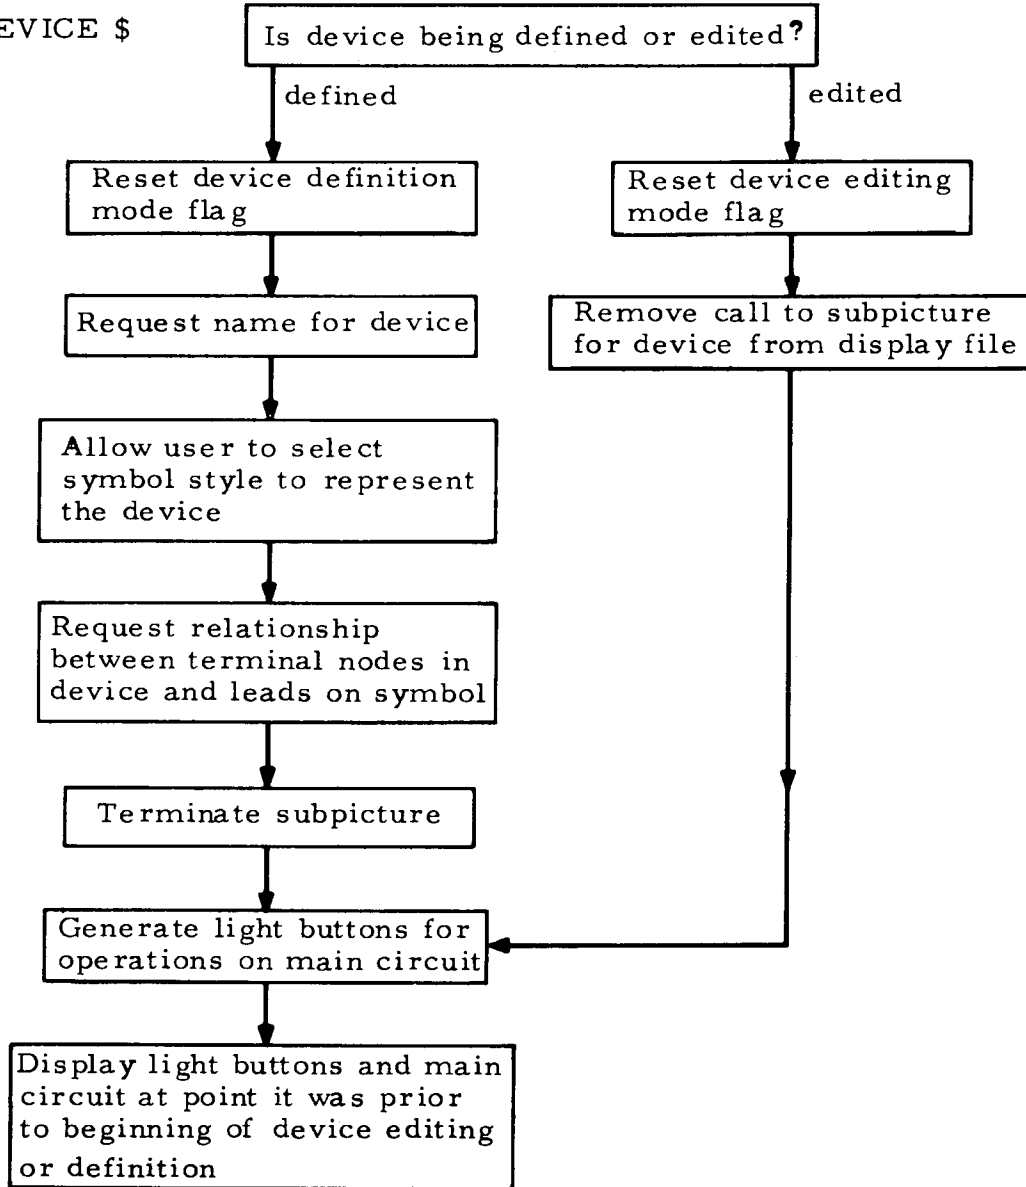 EVICE $
Is device being defined or edited?
defined
edited
Reset device definition
mode flag
Reset device editing
mode flag
Request name for device
Remove call to subpicture
for device from display file
Allow user to select
symbol style to represent
the device
Request relationship
between terminal nodes in
device and leads on symbol
Terminate subpicture
Generate light buttons for
operations on main circuit
Display light buttons and main
circuit at point it was prior
to beginning of device editing
or definition